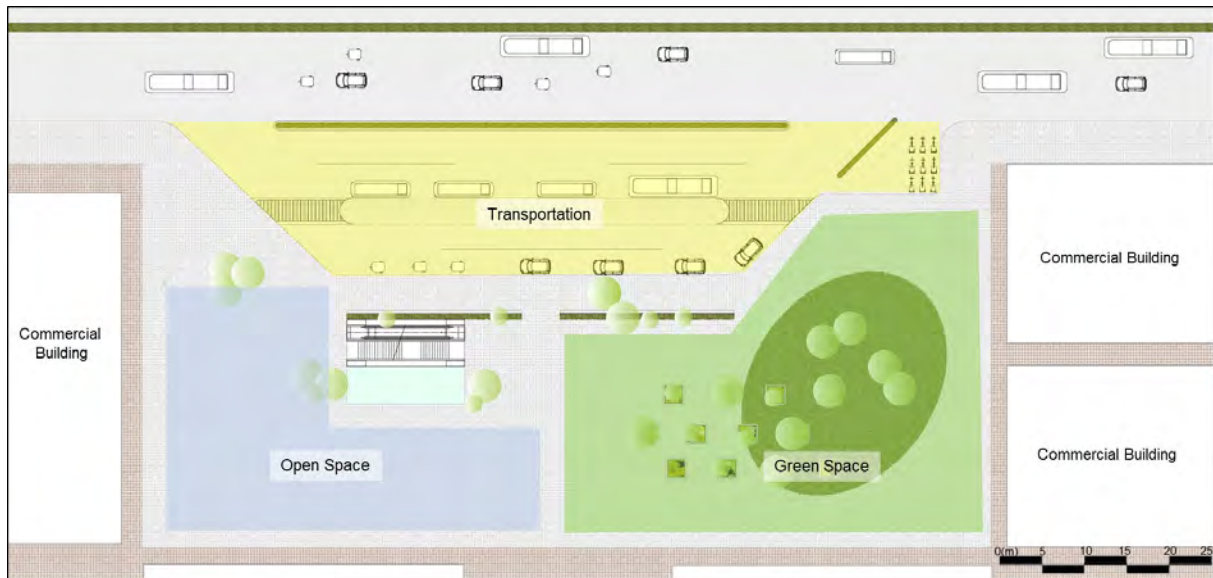 Transportation
Commercial Building
Commercial
Building
Open Space
Green Space
Commercial Building
0(m) 5 10 15 20 25